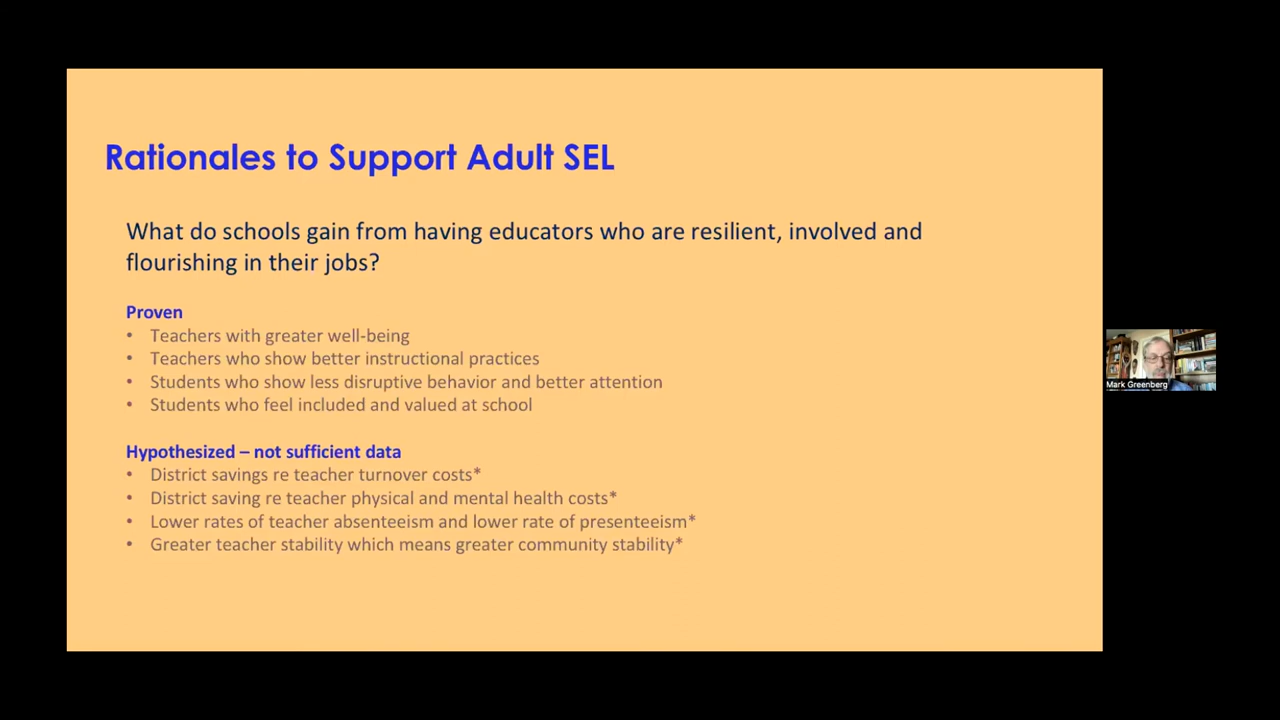 Rationales to Support Adult SEL
What do schools gain from having educators who are resilient, involved and
flourishing in their jobs?
Proven
• Teachers with greater well-being
• Teachers who show better instructional practices
• Students who show less disruptive behavior and better attention
• Students who feel included and valued at school
Hypothesized – not sufficient data
• District savings re teacher turnover costs*
• District saving re teacher physical and mental health costs*
• Lower rates of teacher absenteeism and lower rate of presenteeism*
• Greater teacher stability which means greater community stability*
Mark Greenberg